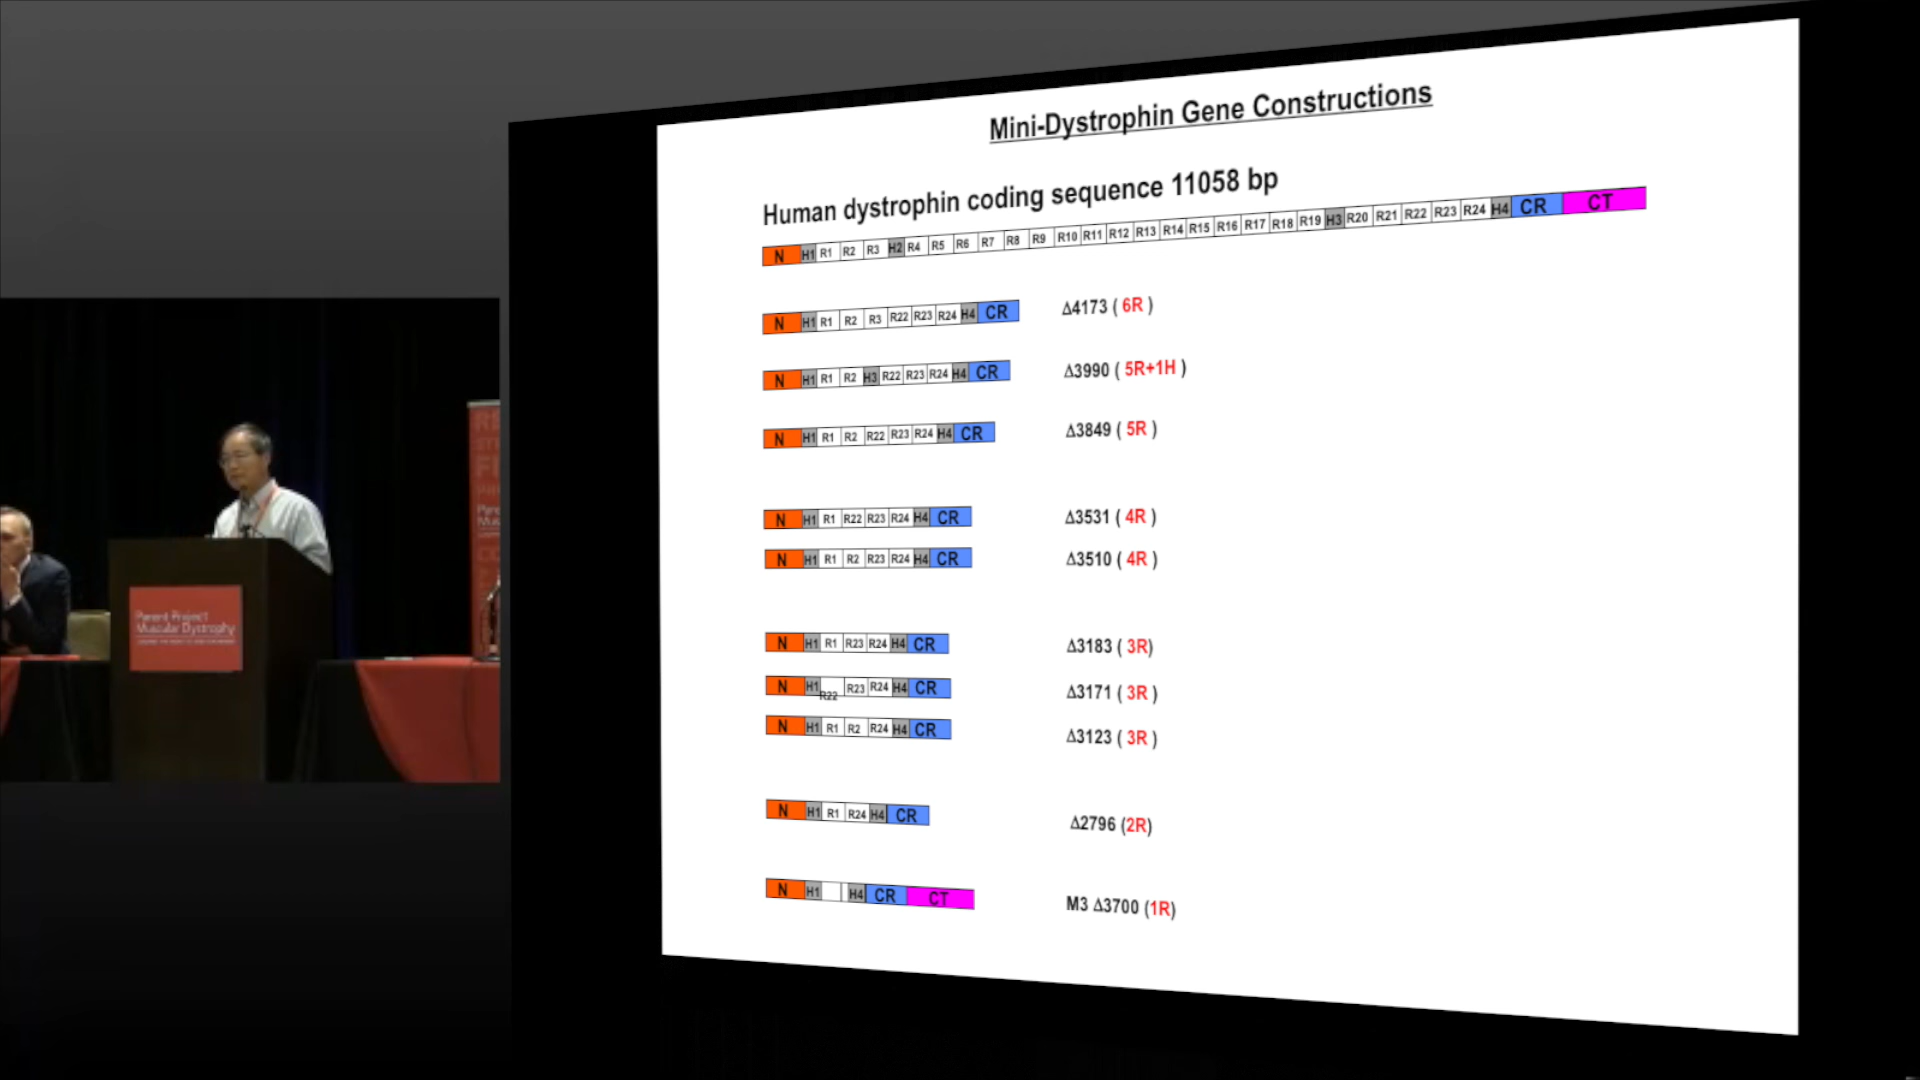 Mini-Dystrophin Gene Constructions
Human dystrophin coding sequence 11058 bp
N H1 R1 R2 R3 H2 R4 R5 R6 R7 R8 R9 R10 R11 R12 R13 R14 R15 R16 R17 R18 R19 H3 R20 R21 R22 R23 R24 H4 CR CT
N H1 R1 R2 R3 R22 R23 R24 H4 CR Δ4173 ( 6R )
N H1 R1 R2 H3 R22 R23 R24 H4 CR Δ3990 ( 5R+1H )
N H1 R1 R2 R22 R23 R24 H4 CR Δ3849 ( 5R )
N H1 R1 R22 R23 R24 H4 CR Δ3531 ( 4R )
N H1 R1 R2 R23 R24 H4 CR Δ3510 ( 4R )
N H1 R1 R23 R24 H4 CR Δ3183 ( 3R)
N H1 R22 R23 R24 H4 CR Δ3171 ( 3R )
N H1 R1 R2 R24 H4 CR Δ3123 ( 3R )
N H1 R1 R24 H4 CR Δ2796 (2R)
N H1 H4 CR CT M3 Δ3700 (1R)
Parent Project
Muscular Dystrophy